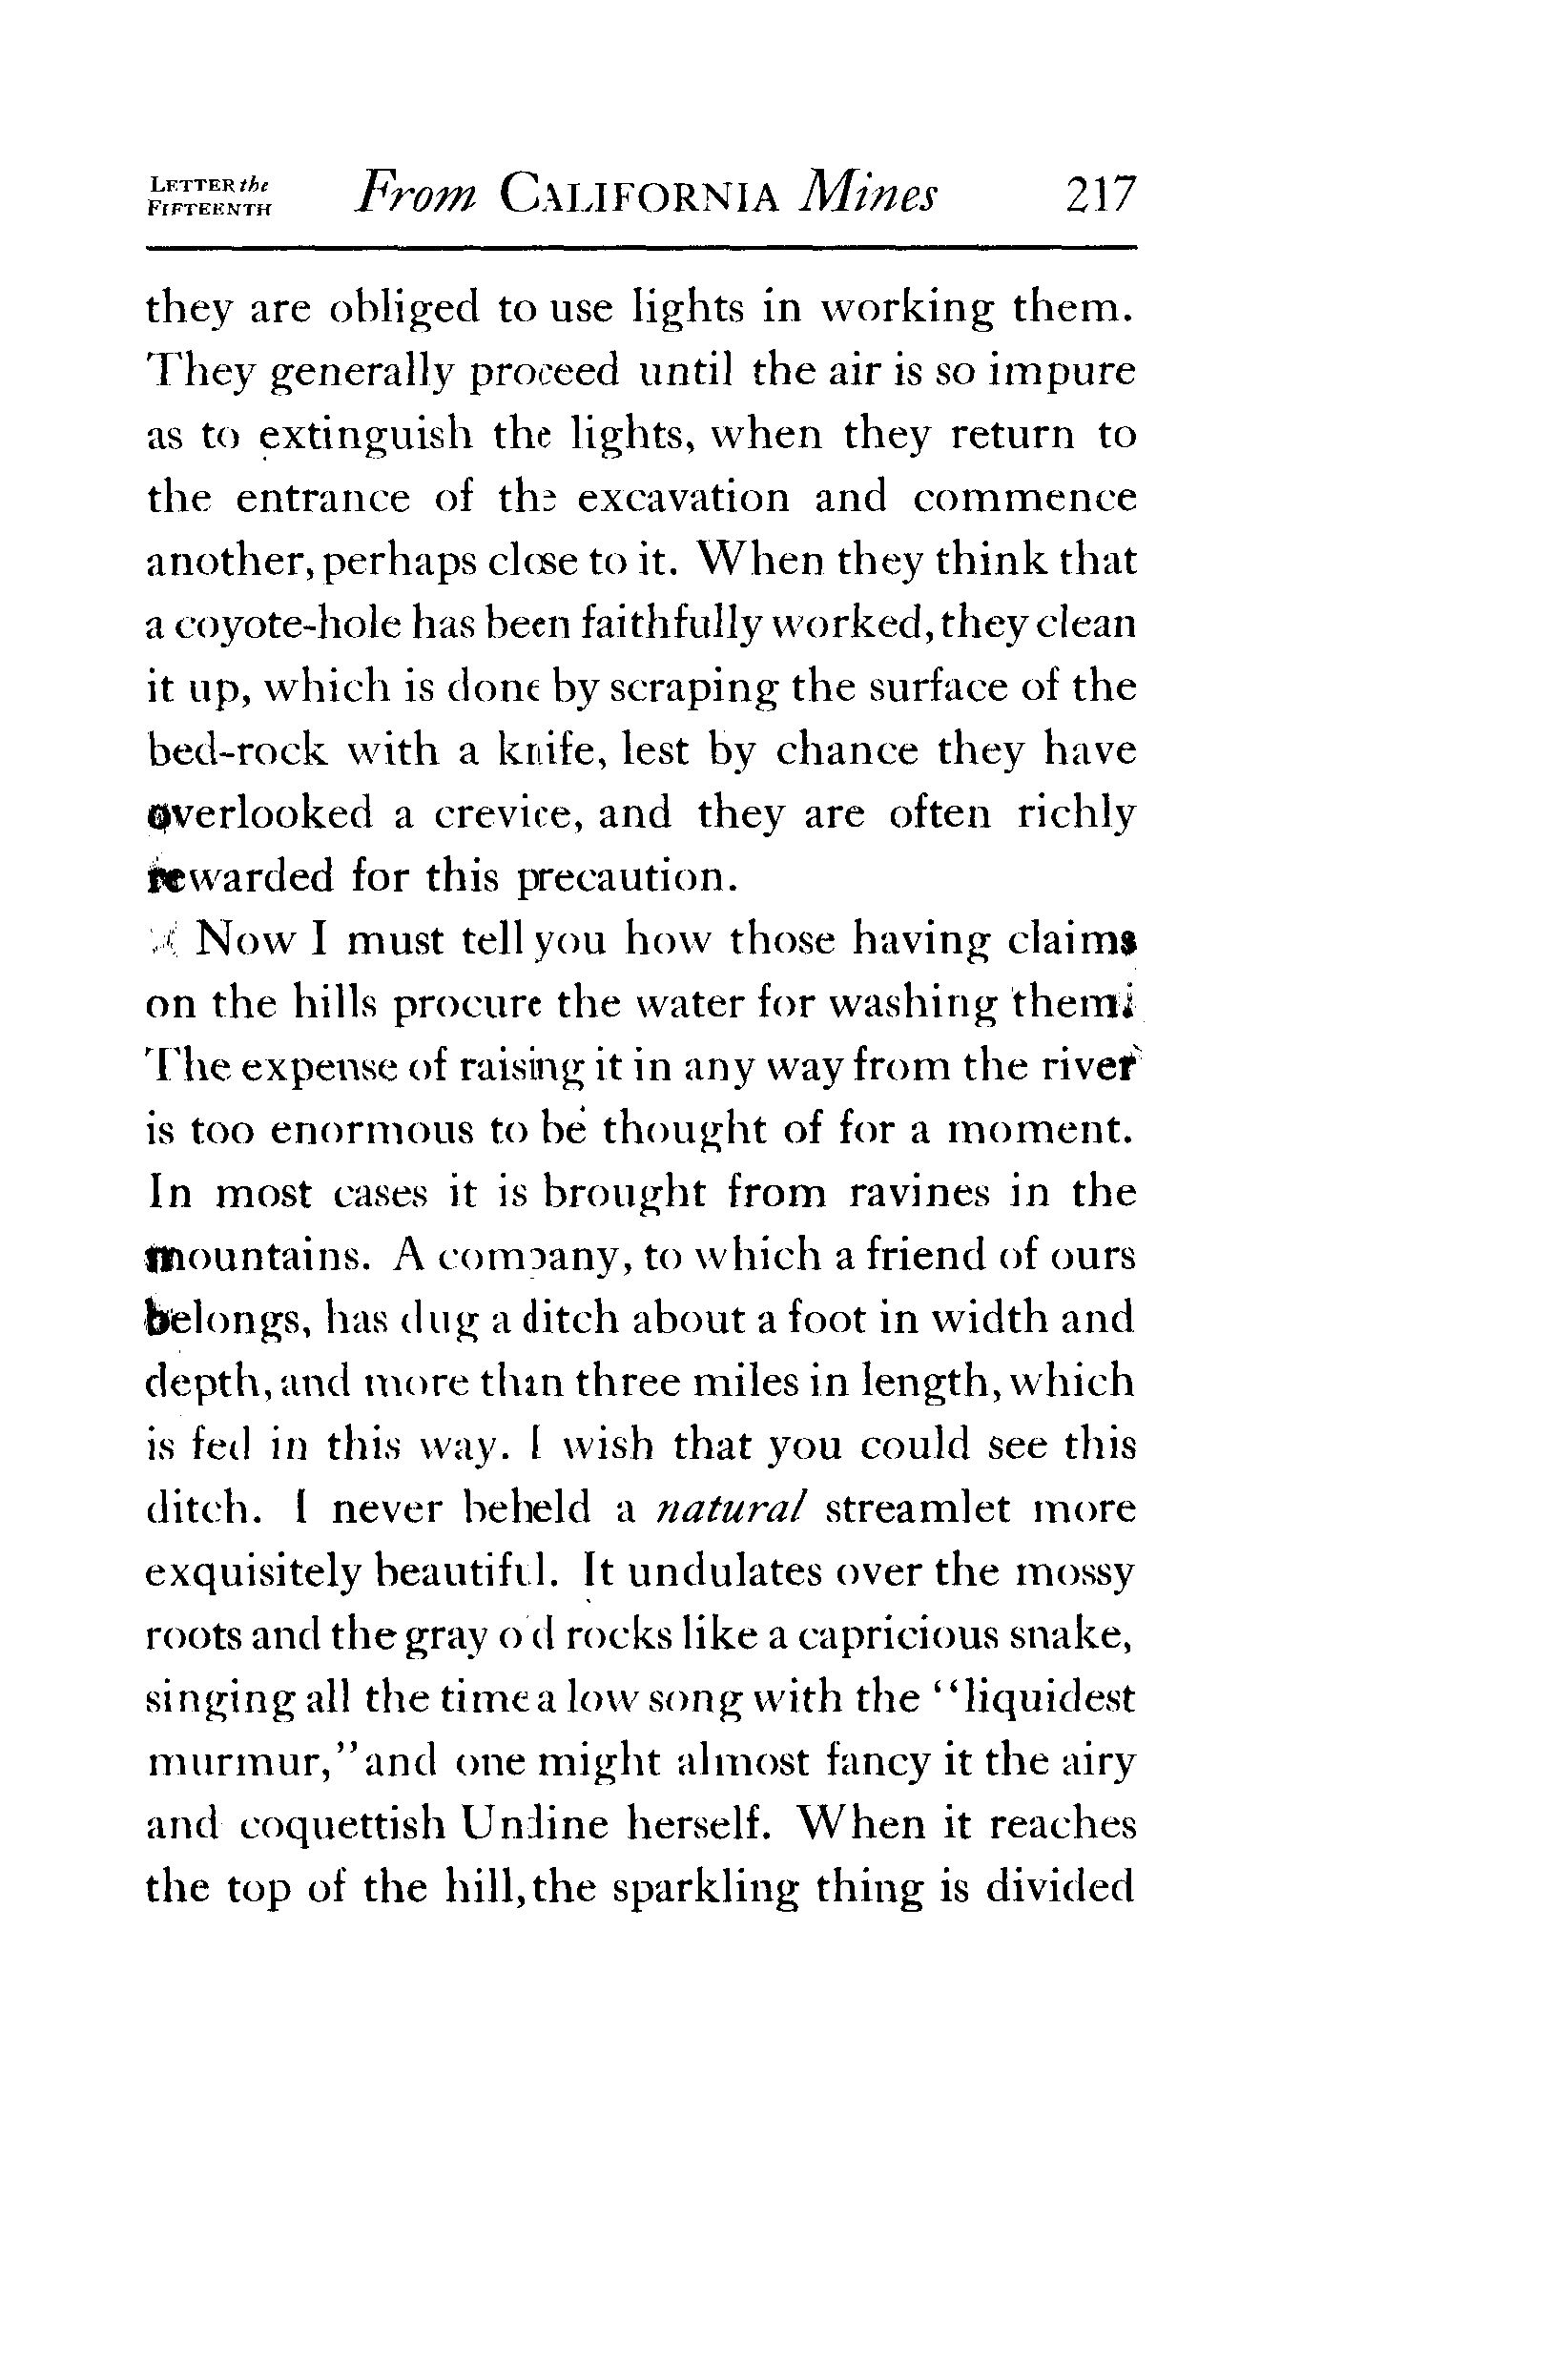 LETTER the
FIFTEENTH
From CALIFORNIA Mines 217
they are obliged to use lights in working them.
They generally proceed until the air is so impure
as to extinguish the lights, when they return to
the entrance of the excavation and commence
another, perhaps close to it. When they think that
a coyote-hole has been faithfully worked, they clean
it up, which is done by scraping the surface of the
bed-rock with a knife, lest by chance they have
overlooked a crevice, and they are often richly
rewarded for this precaution.
Now I must tell you how those having claims
on the hills procure the water for washing them.
The expense of raising it in any way from the river
is too enormous to be thought of for a moment.
In most cases it is brought from ravines in the
mountains. A company, to which a friend of ours
belongs, has dug a ditch about a foot in width and
depth, and more than three miles in length, which
is fed in this way. I wish that you could see this
ditch. I never beheld a natural streamlet more
exquisitely beautiful. It undulates over the mossy
roots and the gray old rocks like a capricious snake,
singing all the time a low song with the "liquidest
murmur," and one might almost fancy it the airy
and coquettish Undine herself. When it reaches
the top of the hill, the sparkling thing is divided